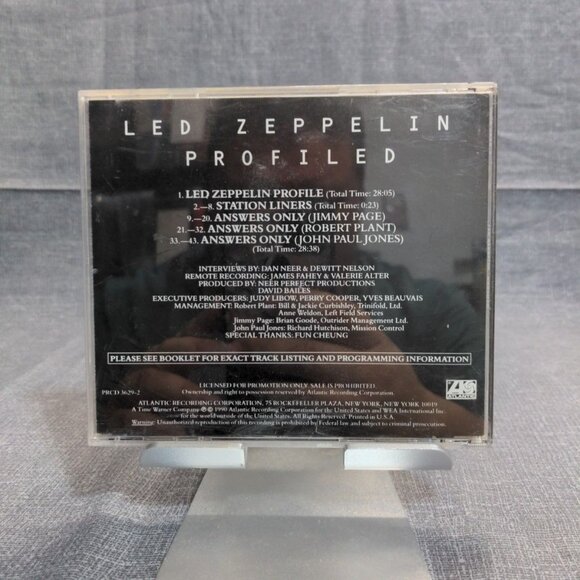 LED ZEPPELIN
PROFILED
1. LED ZEPPELIN PROFILE (Total Time: 28:05)
2.—8. STATION LINERS (Total Time: 0:23)
9.—20. ANSWERS ONLY (JIMMY PAGE)
21.—32. ANSWERS ONLY (ROBERT PLANT)
33.—43. ANSWERS ONLY (JOHN PAUL JONES)
(Total Time: 28:38)
INTERVIEWS BY: DAN NEER & DEWITT NELSON
REMOTE RECORDING: JAMES FAHEY & VALERIE ALTER
PRODUCED BY: NEER PERFECT PRODUCTIONS
DAVID BAILES
EXECUTIVE PRODUCERS: JUDY LIBOW, PERRY COOPER, YVES BEAUVAIS
MANAGEMENT: Robert Plant: Bill & Jackie Curbishley, Trinifold, Ltd.
Anne Weldon, Left Field Services
Jimmy Page: Brian Goode, Outrider Management Ltd.
John Paul Jones: Richard Hutchison, Mission Control
SPECIAL THANKS: FUN CHEUNG
PLEASE SEE BOOKLET FOR EXACT TRACK LISTING AND PROGRAMMING INFORMATION
LICENSED FOR PROMOTION ONLY. SALE IS PROHIBITED.
PRCD 3629-2
Ownership and right to possession reserved by Atlantic Recording Corporation.
ATLANTIC
ATLANTIC RECORDING CORPORATION, 75 ROCKEFELLER PLAZA, NEW YORK, NEW YORK 10019
A Time Warner Company ℗ © 1990 Atlantic Recording Corporation for the United States and WEA International Inc.
for the world outside of the United States. All Rights Reserved. Printed in U.S.A.
Warning: Unauthorized reproduction of this recording is prohibited by Federal law and subject to criminal prosecution.